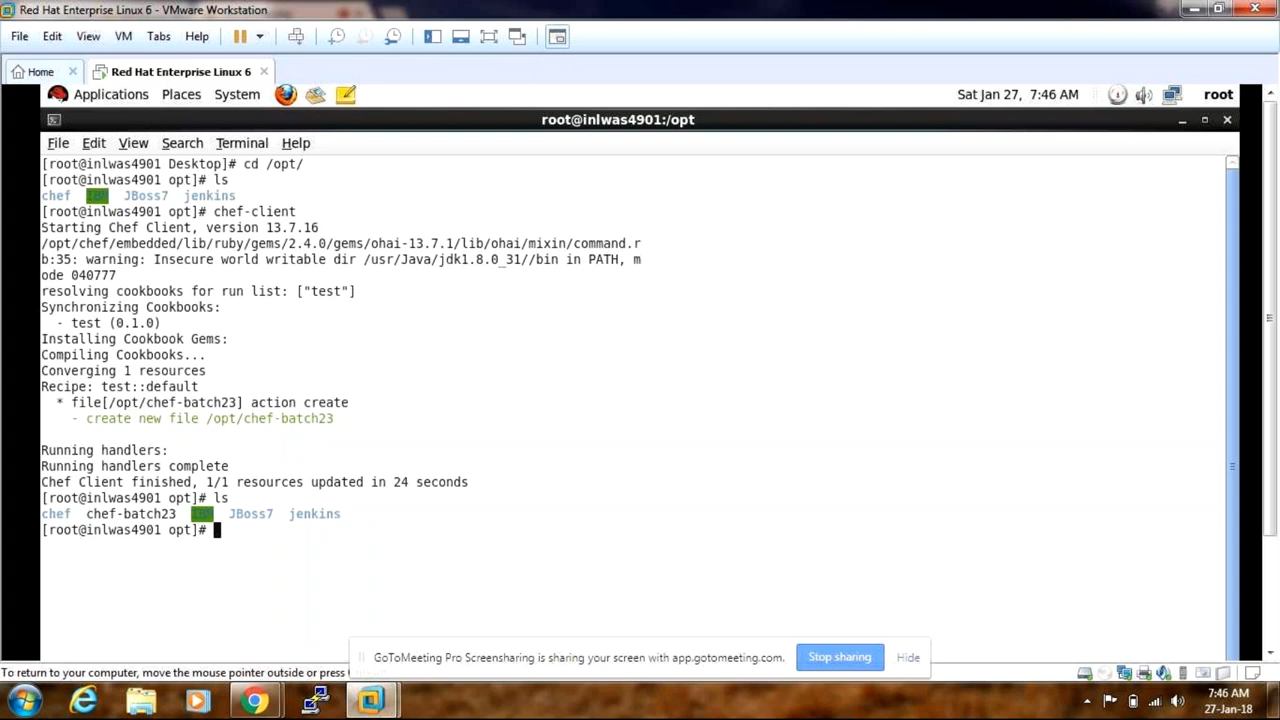 Red Hat Enterprise Linux 6 - VMware Workstation
File Edit View VM Tabs Help
Home Red Hat Enterprise Linux 6
Applications Places System Sat Jan 27, 7:46 AM root
root@inlwas4901:/opt
File Edit View Search Terminal Help
[root@inlwas4901 Desktop]# cd /opt/
[root@inlwas4901 opt]# ls
chef IBM JBoss7 jenkins
[root@inlwas4901 opt]# chef-client
Starting Chef Client, version 13.7.16
/opt/chef/embedded/lib/ruby/gems/2.4.0/gems/ohai-13.7.1/lib/ohai/mixin/command.r
b:35: warning: Insecure world writable dir /usr/Java/jdk1.8.0_31//bin in PATH, m
ode 040777
resolving cookbooks for run list: ["test"]
Synchronizing Cookbooks:
- test (0.1.0)
Installing Cookbook Gems:
Compiling Cookbooks...
Converging 1 resources
Recipe: test::default
* file[/opt/chef-batch23] action create
- create new file /opt/chef-batch23
Running handlers:
Running handlers complete
Chef Client finished, 1/1 resources updated in 24 seconds
[root@inlwas4901 opt]# ls
chef chef-batch23 IBM JBoss7 jenkins
[root@inlwas4901 opt]#
GoToMeeting Pro Screensharing is sharing your screen with app.gotomeeting.com. Stop sharing Hide
To return to your computer, move the mouse pointer outside or press
7:46 AM
27-Jan-18